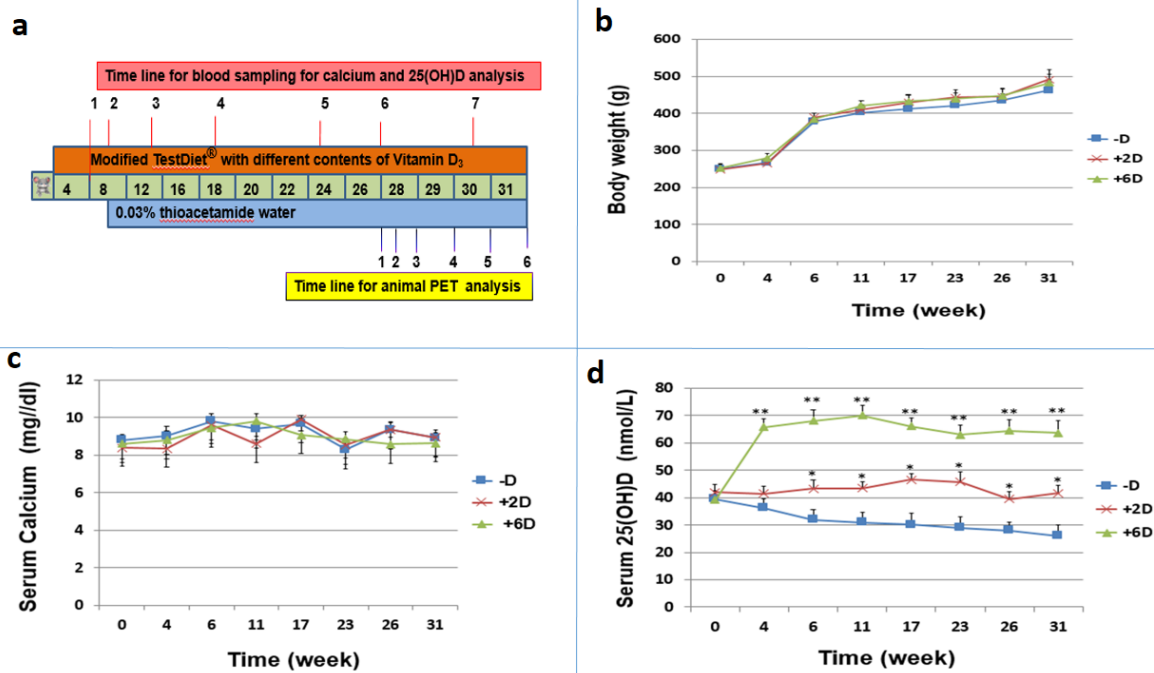 a
Time line for blood sampling for calcium and 25(OH)D analysis
1 2 3 4 5 6 7
Modified TestDiet® with different contents of Vitamin D3
4 8 12 16 18 20 22 24 26 28 29 30 31
0.03% thioacetamide water
1 2 3 4 5 6
Time line for animal PET analysis
b
600
500
400
300
200
100
0
Body weight (g)
0 4 6 11 17 23 26 31
Time (week)
-D
+2D
+6D
c
12
10
8
6
4
2
0
Serum Calcium (mg//dl)
0 4 6 11 17 23 26 31
Time (week)
-D
+2D
+6D
d
80
70
60
50
40
30
20
10
0
Serum 25(OH)D (nmol/L)
** ** ** ** ** ** **
* * * * * *
0 4 6 11 17 23 26 31
Time (week)
-D
+2D
+6D